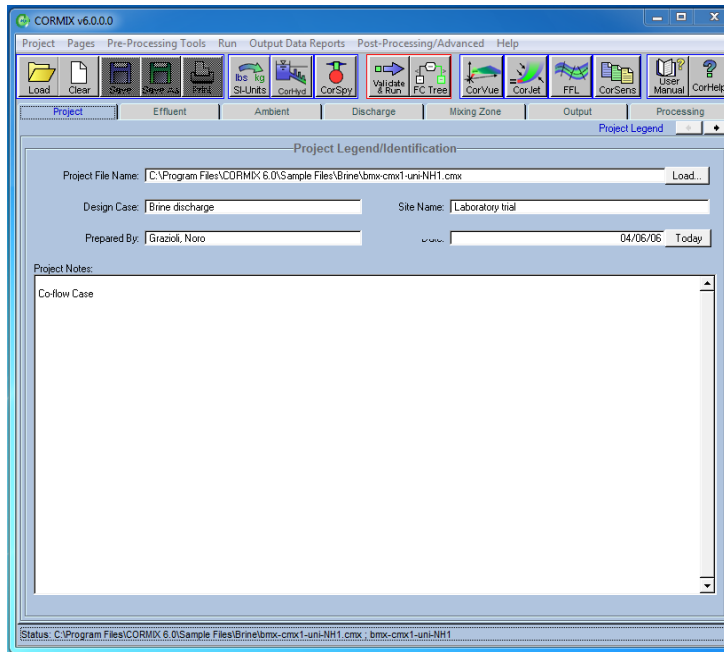 CORMIX v6.0.0.0
Project Pages Pre-Processing Tools Run Output Data Reports Post-Processing/Advanced Help
Load Clear Save Save As Print SI-Units CorHyd CorSpy Validate & Run FC Tree CorVue CorJet FFL CorSens User Manual CorHelp
lbs kg
Project Effluent Ambient Discharge Mixing Zone Output Processing
Project Legend
Project Legend/Identification
Project File Name: C:\Program Files\CORMIX 6.0\Sample Files\Brine\bmx-cmx1-uni-NH1.cmx Load...
Design Case: Brine discharge Site Name: Laboratory trial
Prepared By: Grazioli, Noro 04/06/06 Today
Project Notes:
Co-flow Case
Status: C:\Program Files\CORMIX 6.0\Sample Files\Brine\bmx-cmx1-uni-NH1.cmx ; bmx-cmx1-uni-NH1